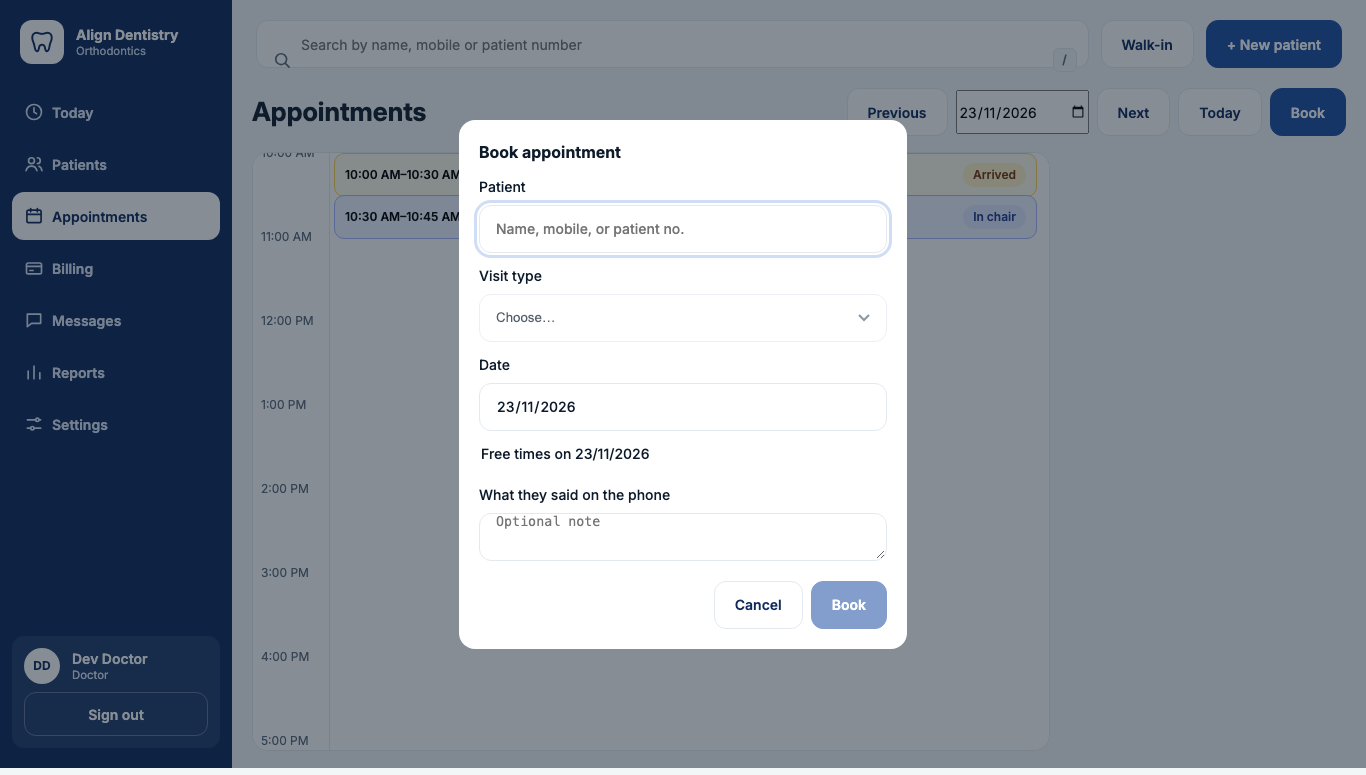 Align Dentistry
Orthodontics
Today
Patients
Appointments
Billing
Messages
Reports
Settings
DD
Dev Doctor
Doctor
Sign out
Search by name, mobile or patient number
/
Walk-in
+ New patient
Appointments
Previous
23/11/2026
Next
Today
Book
10:00 AM
10:00 AM–10:30 AM
Arrived
10:30 AM–10:45 AM
In chair
11:00 AM
12:00 PM
1:00 PM
2:00 PM
3:00 PM
4:00 PM
5:00 PM
Book appointment
Patient
Name, mobile, or patient no.
Visit type
Choose...
Date
23/11/2026
Free times on 23/11/2026
What they said on the phone
Optional note
Cancel
Book